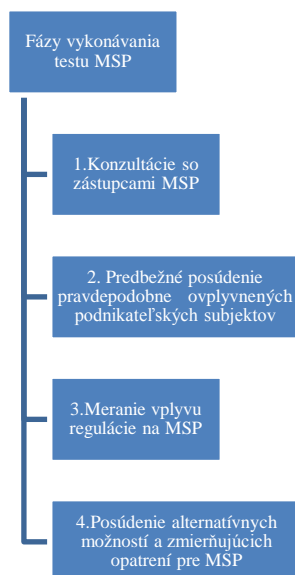 Fázy vykonávania
testu MSP
1.Konzultácie so
zástupcami MSP
2. Predbežné posúdenie
pravdepodobne ovplyvnených
podnikateľských subjektov
3.Meranie vplyvu
regulácie na MSP
4.Posúdenie alternatívnych
možností a zmierňujúcich
opatrení pre MSP